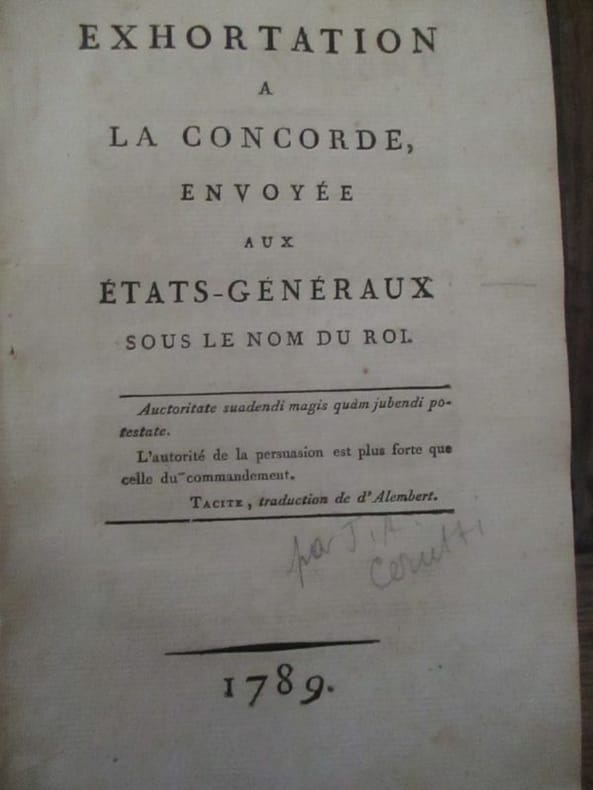 EXHORTATION
A
LA CONCORDE,
ENVOYÉE
AUX
ÉTATS-GÉNÉRAUX
SOUS LE NOM DU ROI.
Auctoritate suadendi magis quàm jubendi po-
testate.
L'autorité de la persuasion est plus forte que
celle du commandement.
TACITE, traduction de d'Alembert.
par J. A.
Cerutti
1789.